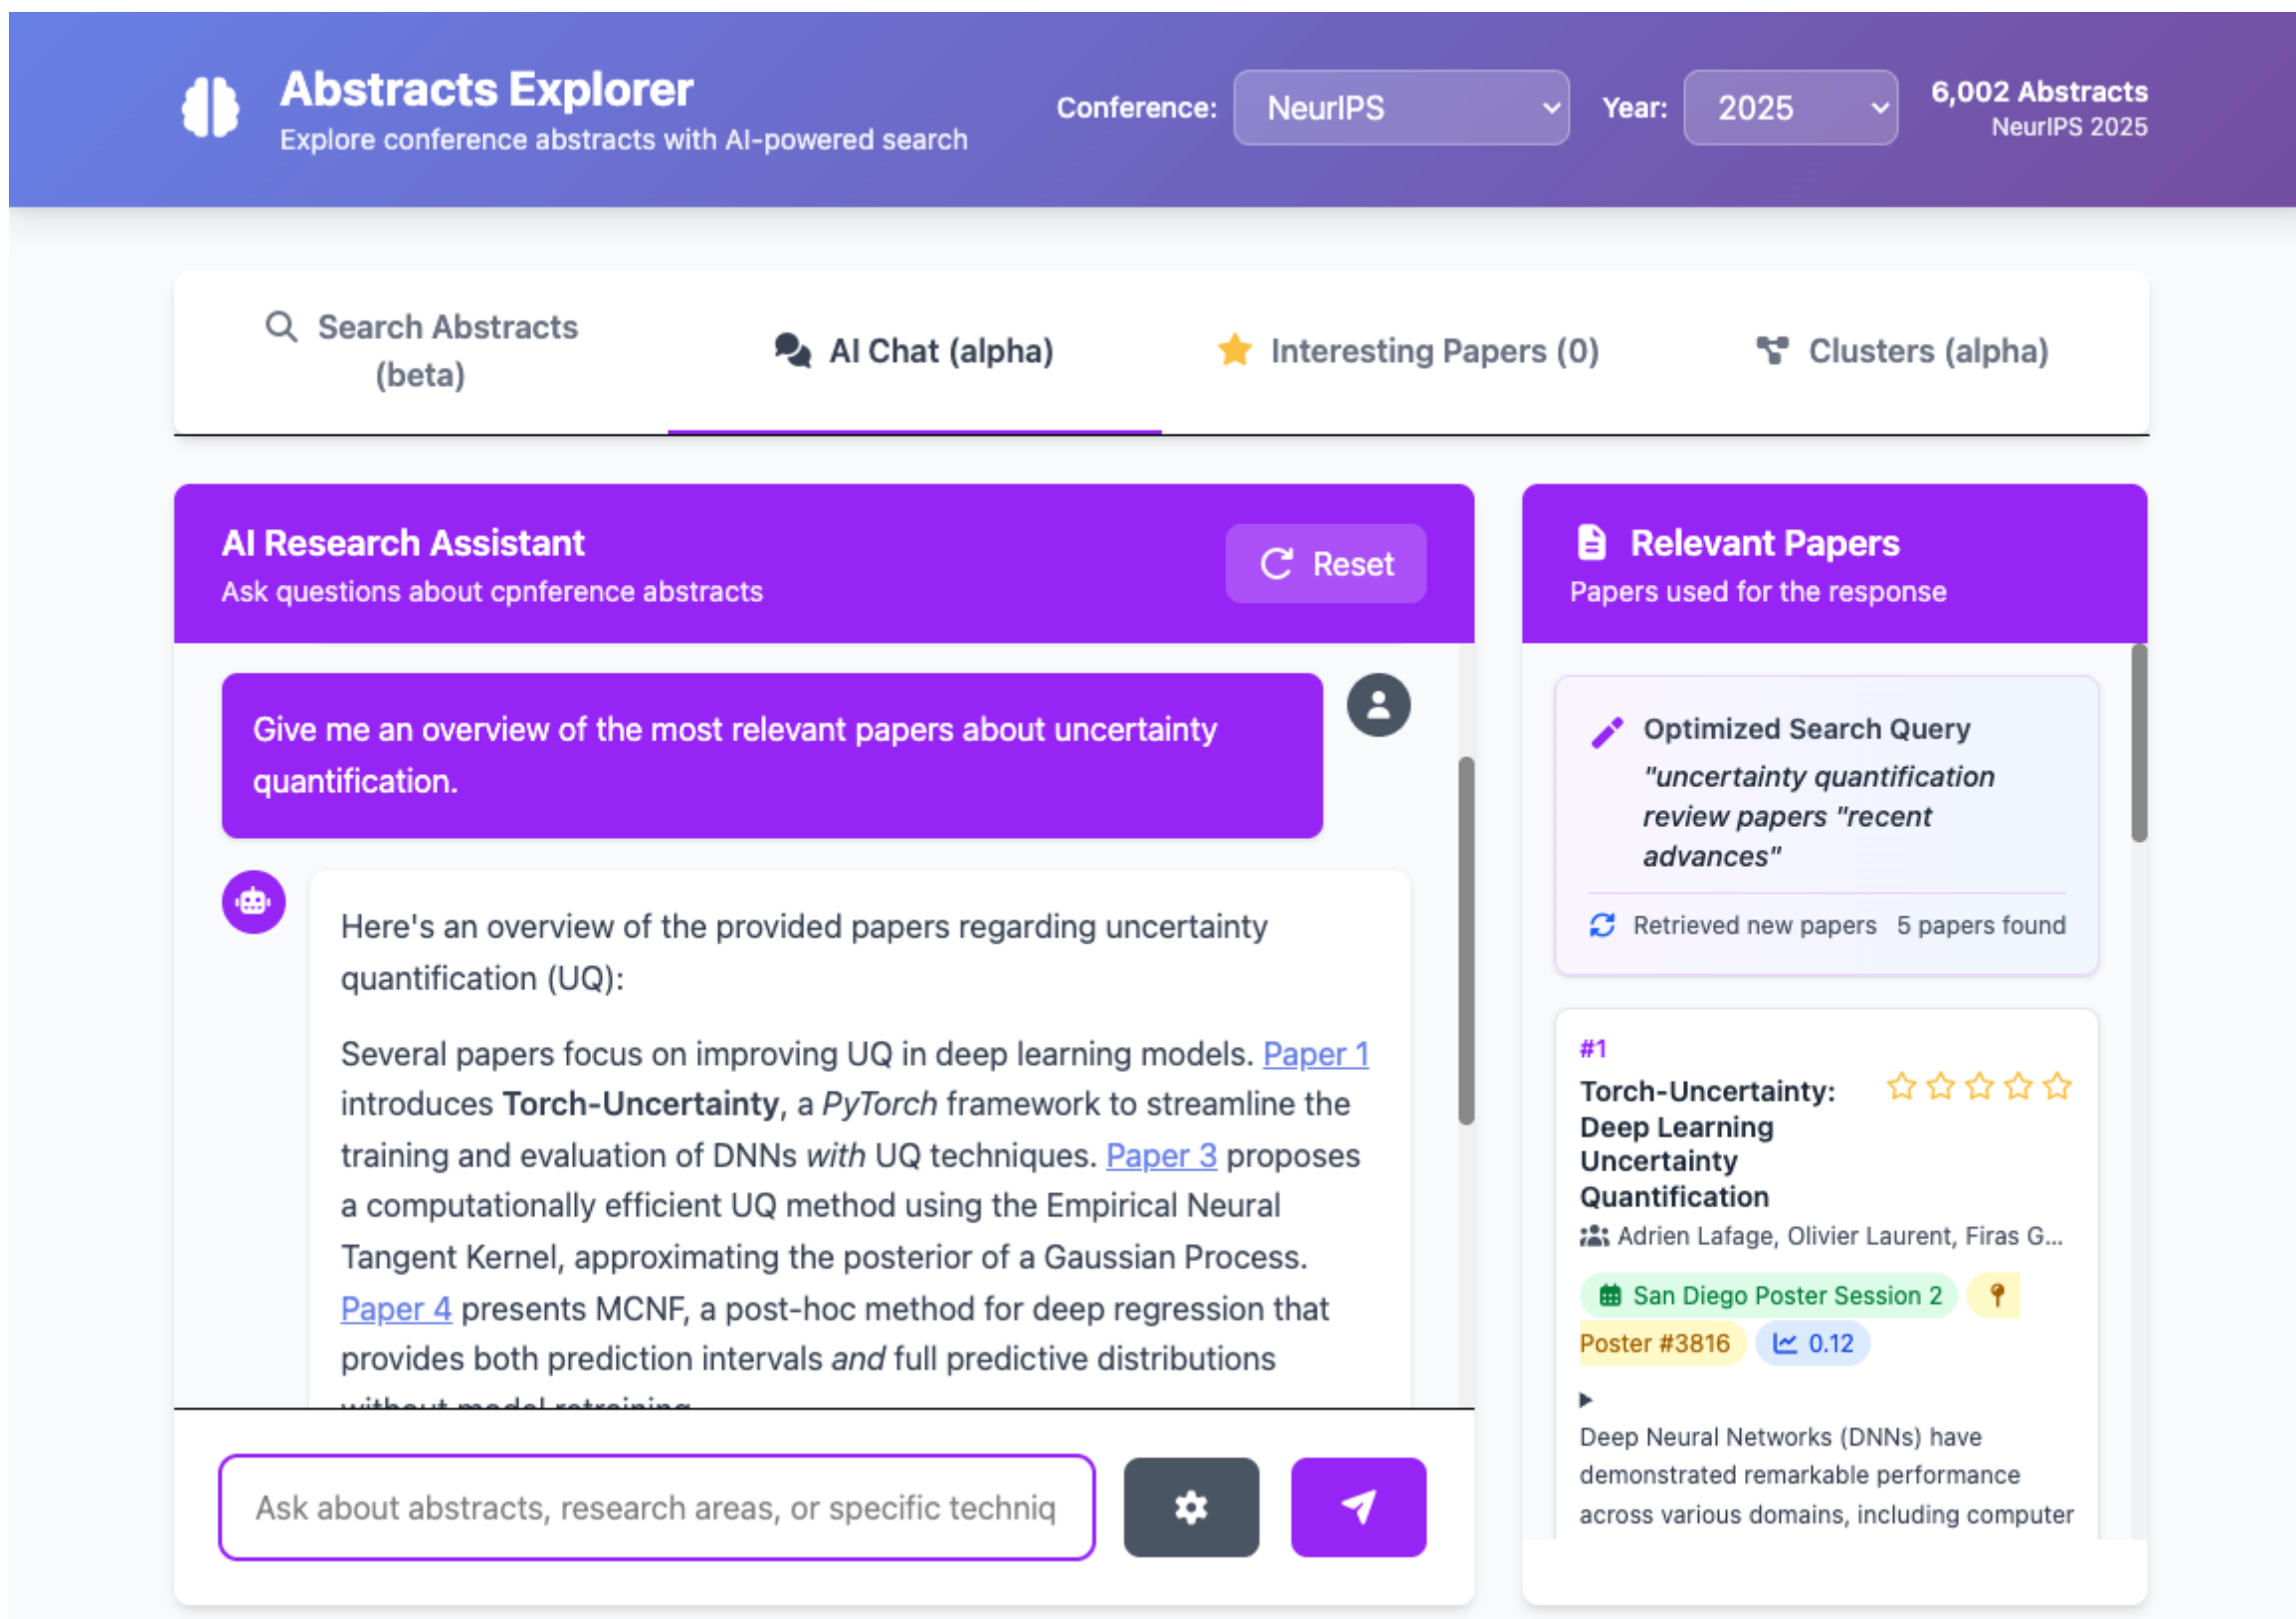 Abstracts Explorer
Explore conference abstracts with AI-powered search
Conference:
NeurIPS
Year:
2025
6,002 Abstracts
NeurIPS 2025
Search Abstracts
(beta)
AI Chat (alpha)
Interesting Papers (0)
Clusters (alpha)
AI Research Assistant
Ask questions about cpnference abstracts
Reset
Give me an overview of the most relevant papers about uncertainty
quantification.
Here's an overview of the provided papers regarding uncertainty
quantification (UQ):
Several papers focus on improving UQ in deep learning models. Paper 1
introduces Torch-Uncertainty, a PyTorch framework to streamline the
training and evaluation of DNNs with UQ techniques. Paper 3 proposes
a computationally efficient UQ method using the Empirical Neural
Tangent Kernel, approximating the posterior of a Gaussian Process.
Paper 4 presents MCNF, a post-hoc method for deep regression that
provides both prediction intervals and full predictive distributions
without model retraining.
Ask about abstracts, research areas, or specific techniq
Relevant Papers
Papers used for the response
Optimized Search Query
"uncertainty quantification
review papers "recent
advances"
Retrieved new papers 5 papers found
#1
Torch-Uncertainty:
Deep Learning
Uncertainty
Quantification
Adrien Lafage, Olivier Laurent, Firas G...
San Diego Poster Session 2
Poster #3816
0.12
Deep Neural Networks (DNNs) have
demonstrated remarkable performance
across various domains, including computer